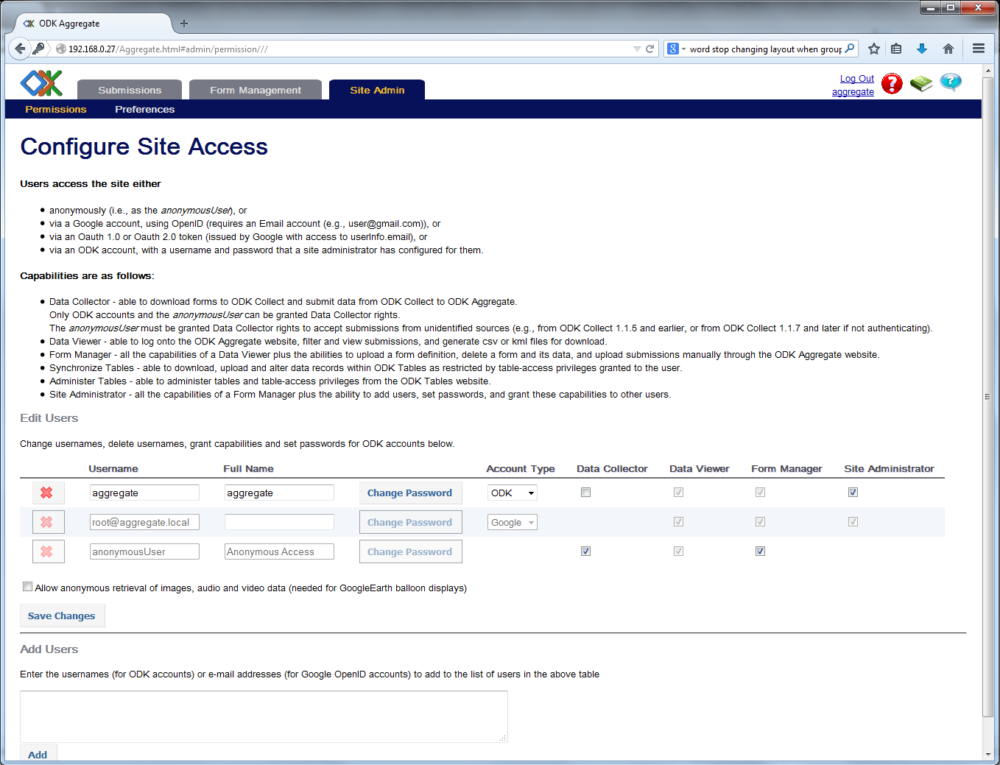 ODK Aggregate
192.168.0.27/Aggregate.html#admin/permission///
word stop changing layout when group
ODK
Submissions
Form Management
Site Admin
Log Out
aggregate
Permissions
Preferences
Configure Site Access
Users access the site either
• anonymously (i.e., as the anonymousUser), or
• via a Google account, using OpenID (requires an Email account (e.g., user@gmail.com)), or
• via an Oauth 1.0 or Oauth 2.0 token (issued by Google with access to userInfo.email), or
• via an ODK account, with a username and password that a site administrator has configured for them.
Capabilities are as follows:
• Data Collector - able to download forms to ODK Collect and submit data from ODK Collect to ODK Aggregate.
Only ODK accounts and the anonymousUser can be granted Data Collector rights.
The anonymousUser must be granted Data Collector rights to accept submissions from unidentified sources (e.g., from ODK Collect 1.1.5 and earlier, or from ODK Collect 1.1.7 and later if not authenticating).
• Data Viewer - able to log onto the ODK Aggregate website, filter and view submissions, and generate csv or kml files for download.
• Form Manager - all the capabilities of a Data Viewer plus the abilities to upload a form definition, delete a form and its data, and upload submissions manually through the ODK Aggregate website.
• Synchronize Tables - able to download, upload and alter data records within ODK Tables as restricted by table-access privileges granted to the user.
• Administer Tables - able to administer tables and table-access privileges from the ODK Tables website.
• Site Administrator - all the capabilities of a Form Manager plus the ability to add users, set passwords, and grant these capabilities to other users.
Edit Users
Change usernames, delete usernames, grant capabilities and set passwords for ODK accounts below.
Username Full Name Account Type Data Collector Data Viewer Form Manager Site Administrator
aggregate aggregate Change Password ODK
root@aggregate.local Change Password Google
anonymousUser Anonymous Access Change Password
Allow anonymous retrieval of images, audio and video data (needed for GoogleEarth balloon displays)
Save Changes
Add Users
Enter the usernames (for ODK accounts) or e-mail addresses (for Google OpenID accounts) to add to the list of users in the above table
Add